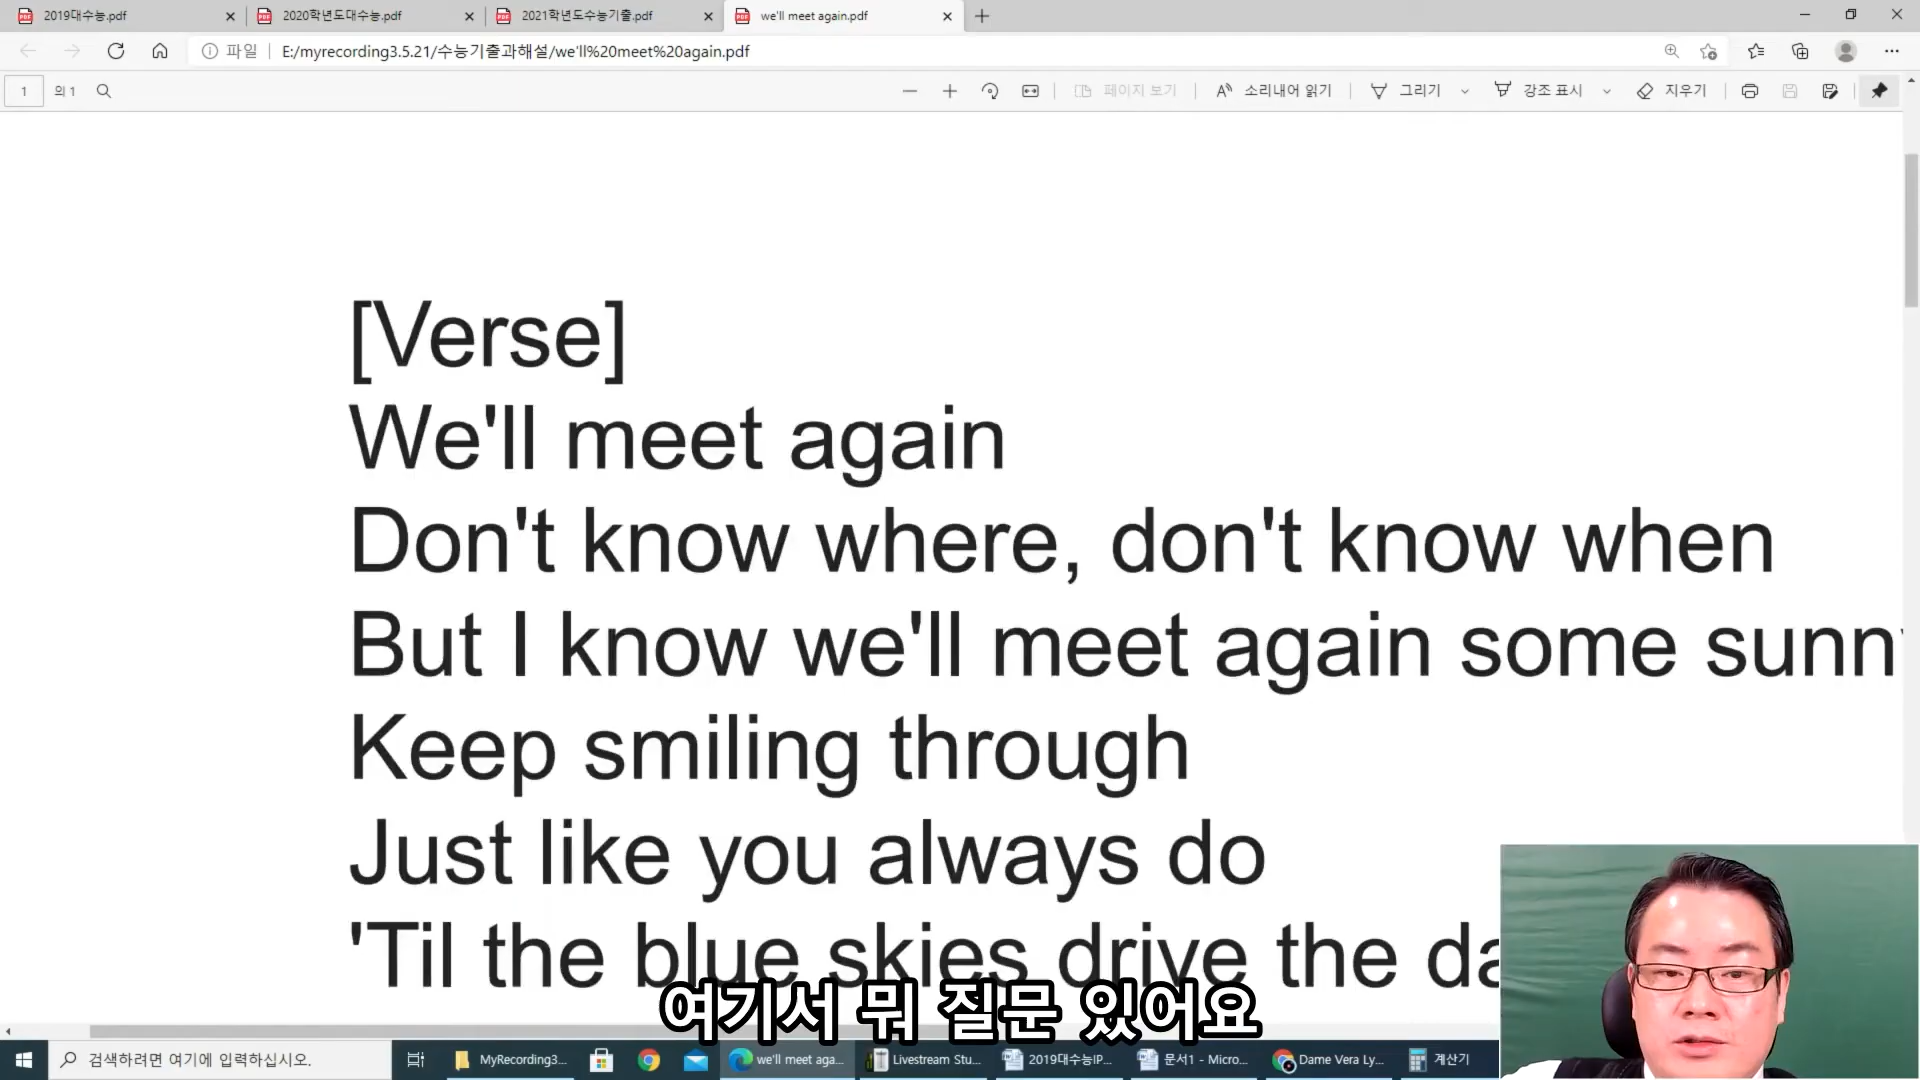 2019대수능.pdf
2020학년도대수능.pdf
2021학년도수능기출.pdf
we'll meet again.pdf
파일 E:/myrecording3.5.21/수능기출과해설/we'll%20meet%20again.pdf
1 의 1
페이지 보기
소리내어 읽기
그리기
강조 표시
지우기
[Verse]
We'll meet again
Don't know where, don't know when
But I know we'll meet again some sunn
Keep smiling through
Just like you always do
'Til the blue skies drive the da
여기서 뭐 질문 있어요
검색하려면 여기에 입력하십시오.
MyRecording3...
we'll meet aga...
Livestream Stu...
2019대수능IP...
문서1 - Micro...
Dame Vera Ly...
계산기